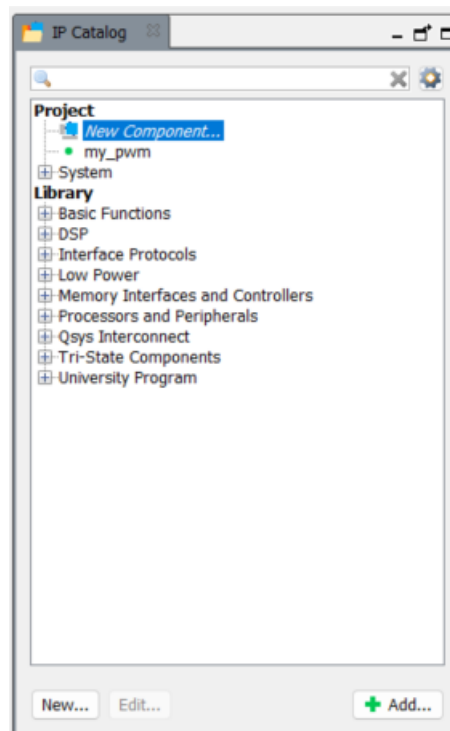 IP Catalog
Project
New Component...
my_pwm
System
Library
Basic Functions
DSP
Interface Protocols
Low Power
Memory Interfaces and Controllers
Processors and Peripherals
Qsys Interconnect
Tri-State Components
University Program
New... Edit... Add...